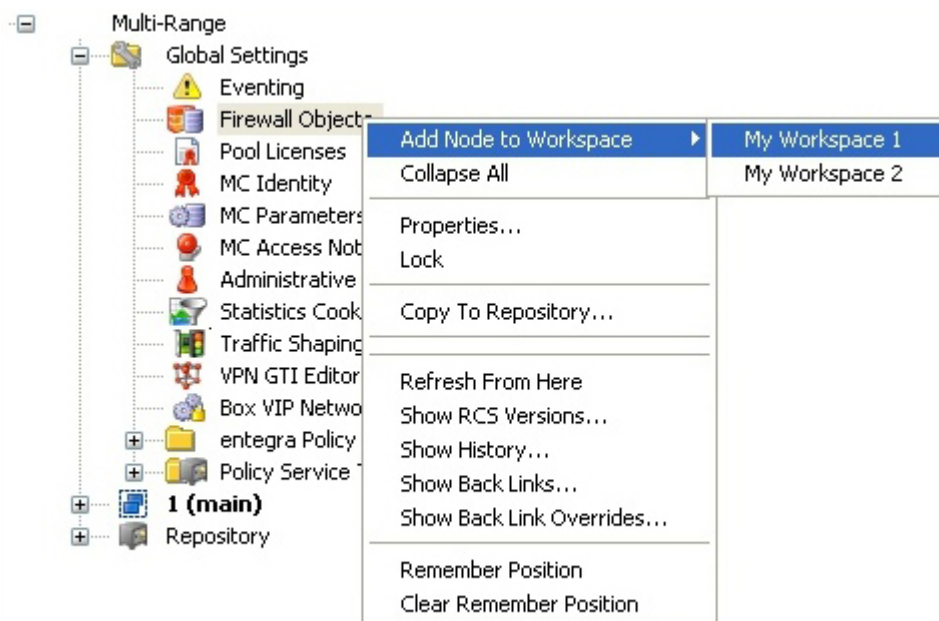 Multi-Range
Global Settings
Eventing
Firewall Objects
Pool Licenses
MC Identity
MC Parameters
MC Access Not
Administrative
Statistics Cook
Traffic Shaping
VPN GTI Editor
Box VIP Netwo
entegra Policy
Policy Service
1 (main)
Repository
Add Node to Workspace
Collapse All
Properties...
Lock
Copy To Repository...
Refresh From Here
Show RCS Versions...
Show History...
Show Back Links...
Show Back Link Overrides...
Remember Position
Clear Remember Position
My Workspace 1
My Workspace 2